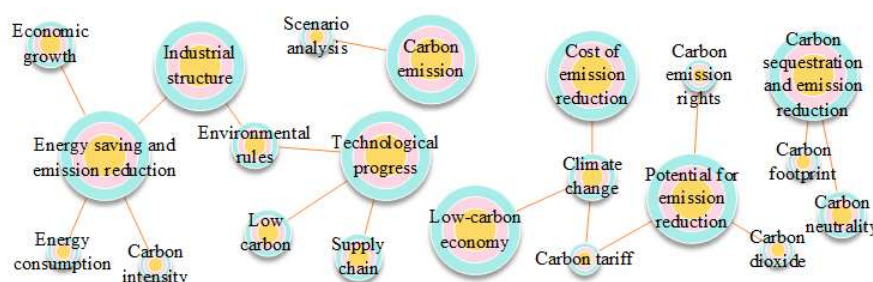 Economic
growth
Industrial
structure
Scenario
analysis
Carbon
emission
Cost of
emission
reduction
Carbon
emission
rights
Carbon
sequestration
and emission
reduction
Energy saving and
emission reduction
Environmental
rules
Technological
progress
Climate
change
Potential for
emission
reduction
Carbon
footprint
Low
carbon
Low-carbon
economy
Carbon
neutrality
Energy
consumption
Carbon
intensity
Supply
chain
Carbon tariff
Carbon
dioxide